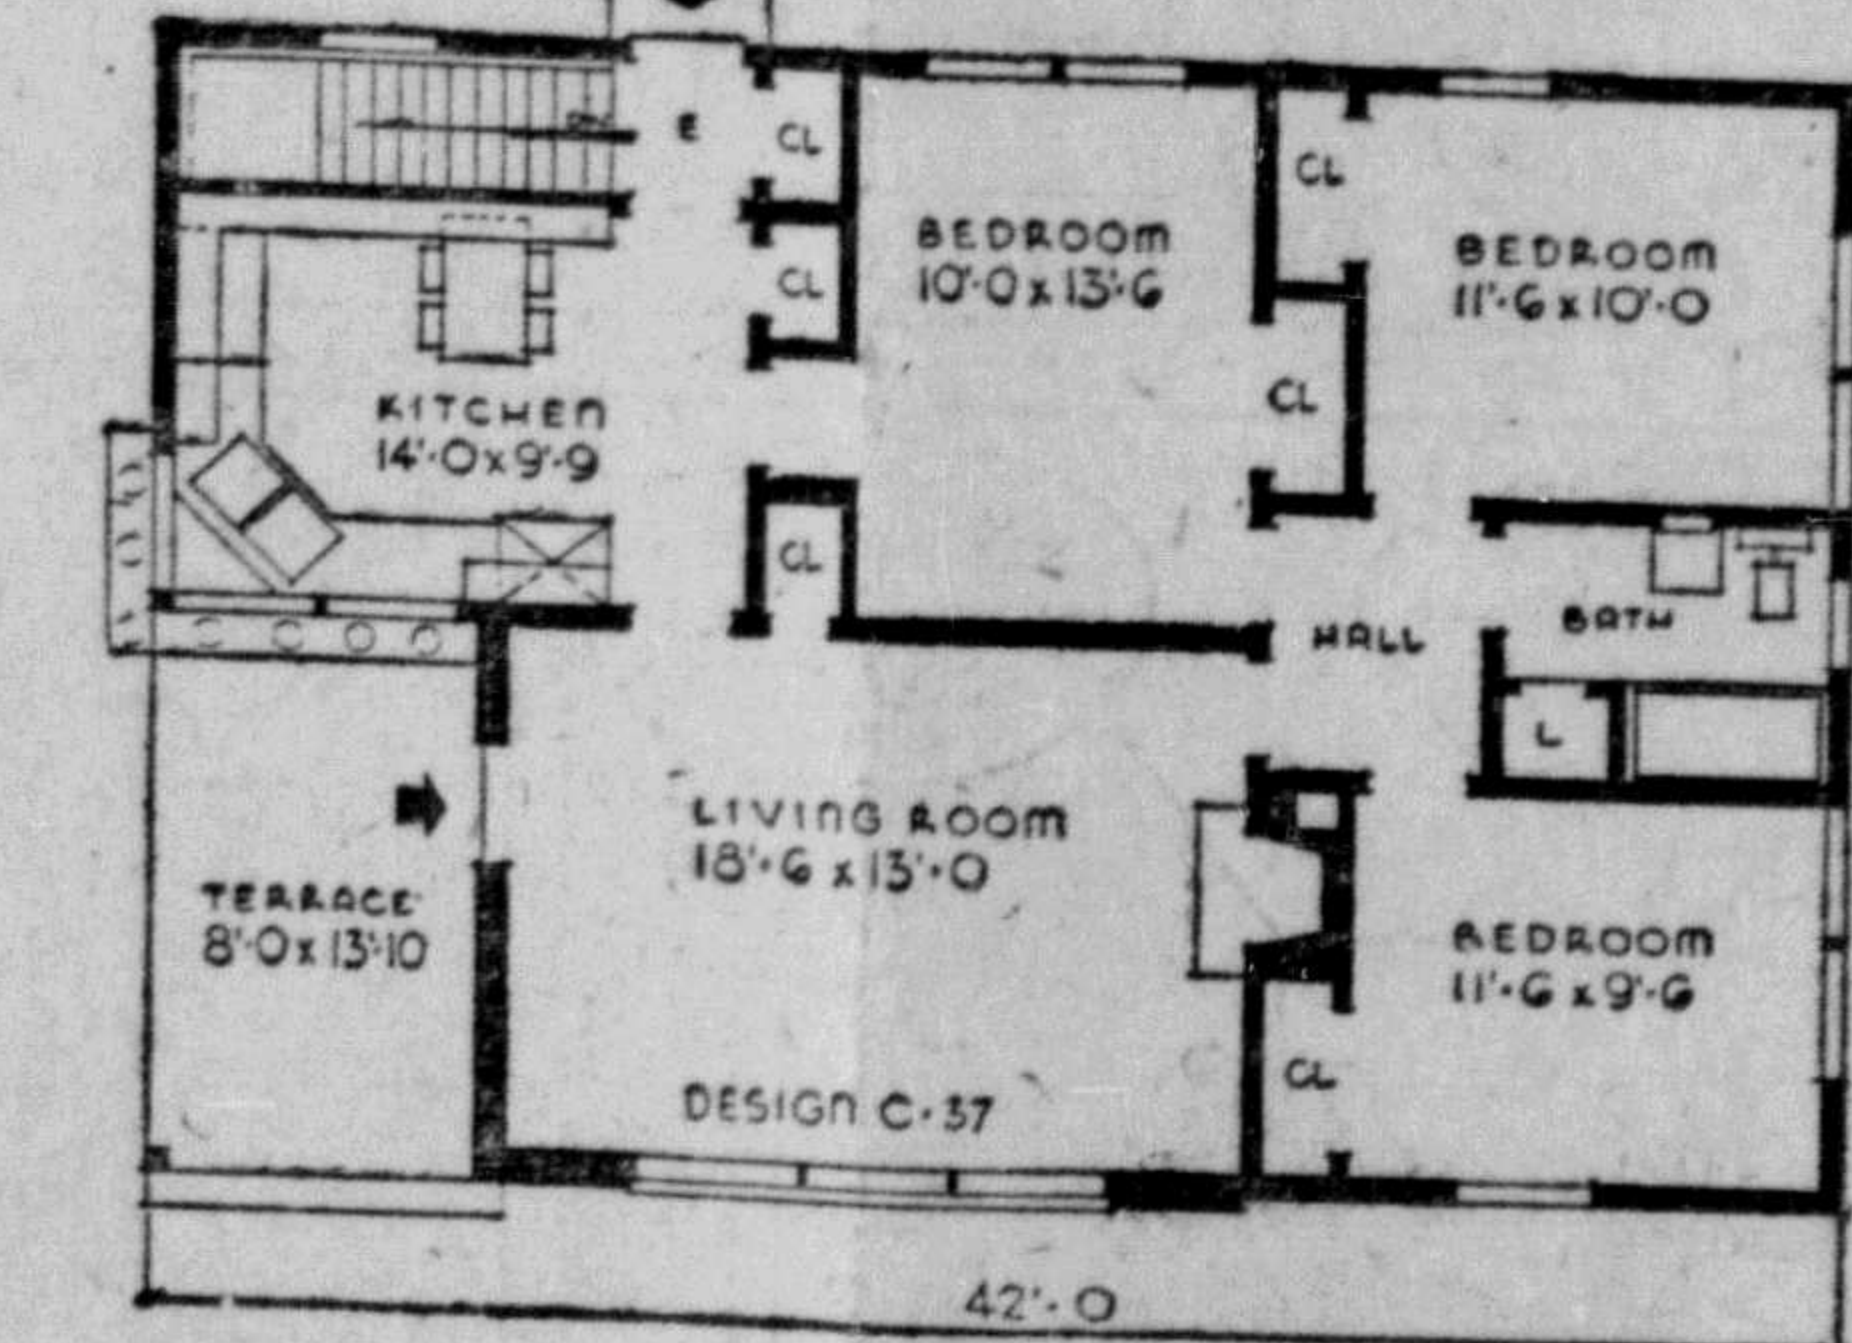 E
CL
CL
CL
BEDROOM
10'-0 x 13'-6
BEDROOM
11'-6 x 10'-0
CL
KITCHEN
14'-0 x 9'-9
CL
CL
HALL
BATH
L
LIVING ROOM
18'-6 x 13'-0
TERRACE
8'-0 x 13'-10
BEDROOM
11'-6 x 9'-6
CL
DESIGN C-37
42'-0